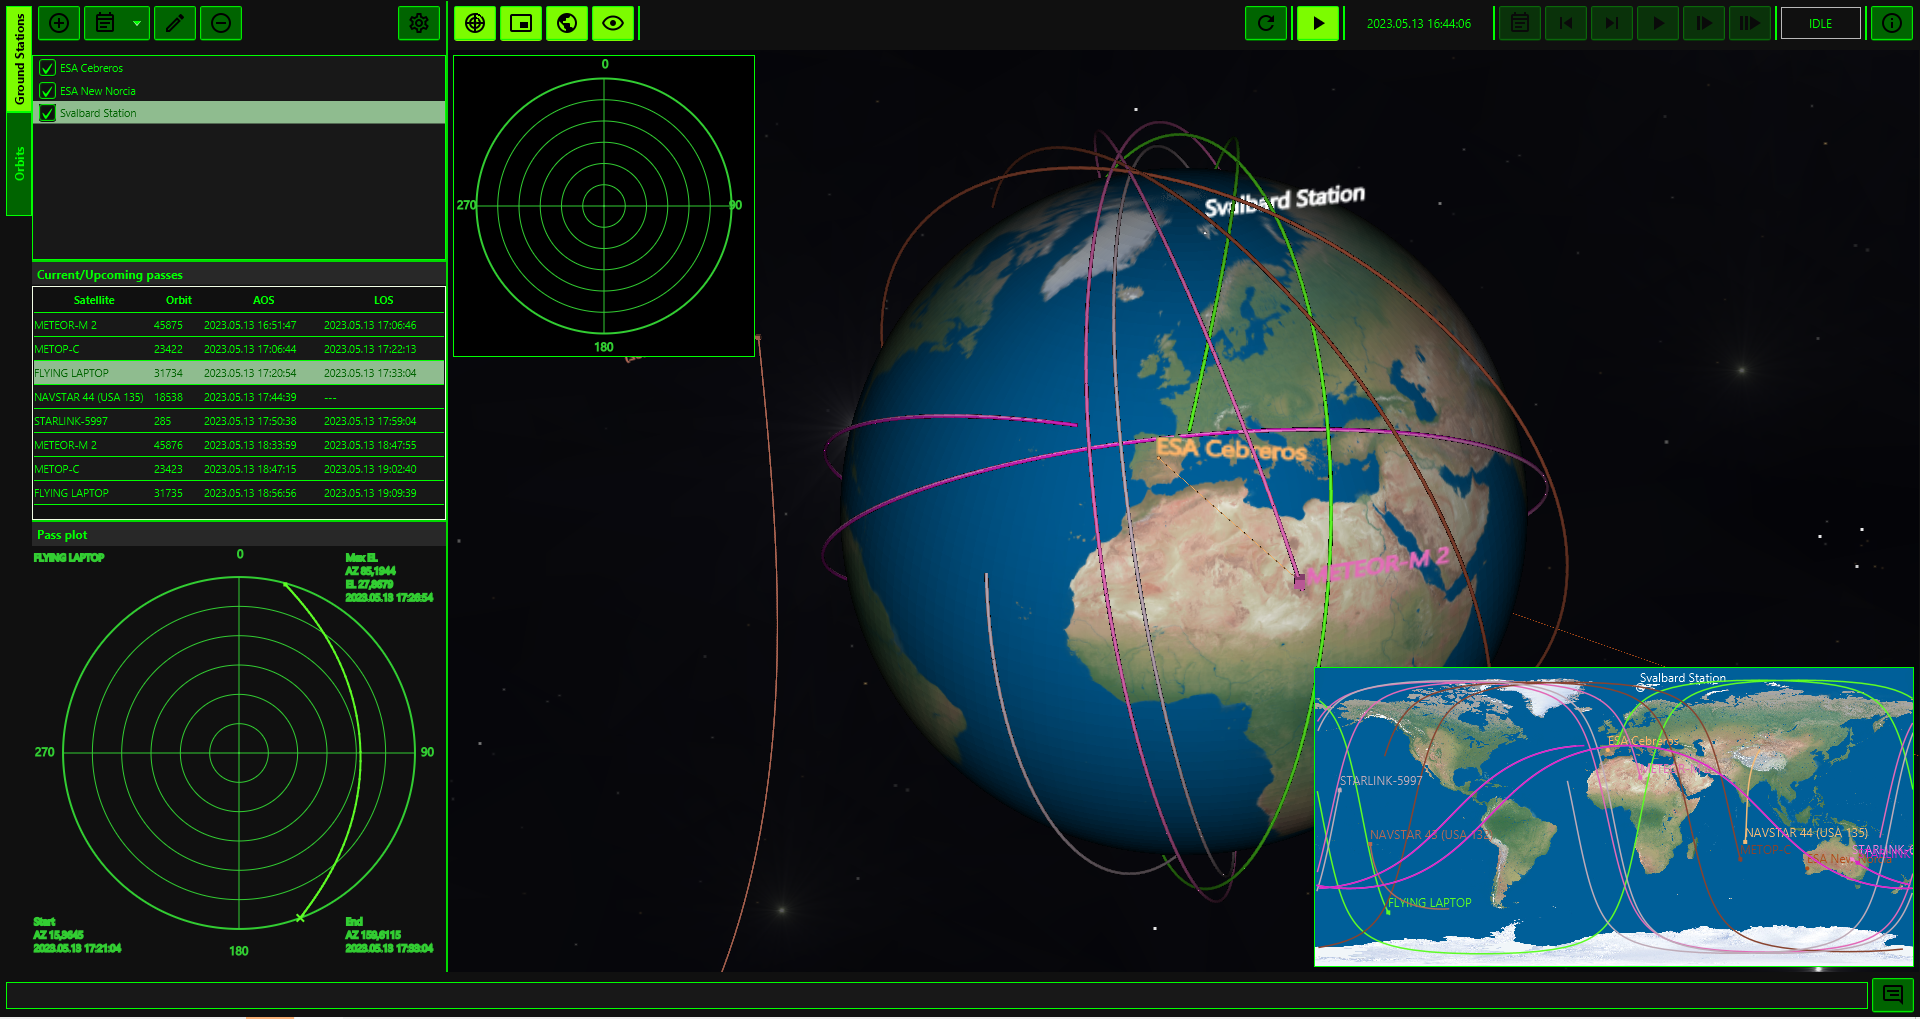 Ground Stations
Orbits
2023.05.13 16:44:06
IDLE
ESA Cebreros
ESA New Norcia
Svalbard Station
Current/Upcoming passes
Satellite Orbit AOS LOS
METEOR-M 2 45875 2023.05.13 16:51:47 2023.05.13 17:06:46
METOP-C 23422 2023.05.13 17:06:44 2023.05.13 17:22:13
FLYING LAPTOP 31734 2023.05.13 17:20:54 2023.05.13 17:33:04
NAVSTAR 44 (USA 135) 18538 2023.05.13 17:44:39 ---
STARLINK-5997 285 2023.05.13 17:50:38 2023.05.13 17:59:04
METEOR-M 2 45876 2023.05.13 18:33:59 2023.05.13 18:47:55
METOP-C 23423 2023.05.13 18:47:15 2023.05.13 19:02:40
FLYING LAPTOP 31735 2023.05.13 18:56:56 2023.05.13 19:09:39
Pass plot
FLYING LAPTOP
Max EL
AZ 85,1944
EL 27,8679
2023.05.13 17:26:54
0
90
180
270
Start
AZ 15,3645
2023.05.13 17:21:04
End
AZ 159,6115
2023.05.13 17:33:04
0
90
180
270
Svalbard Station
ESA Cebreros
METEOR-M 2
Svalbard Station
ESA Cebreros
STARLINK-5997
NAVSTAR 43 (USA 132
NAVSTAR 44 (USA 135)
METOP-C
ESA New Norcia
FLYING LAPTOP